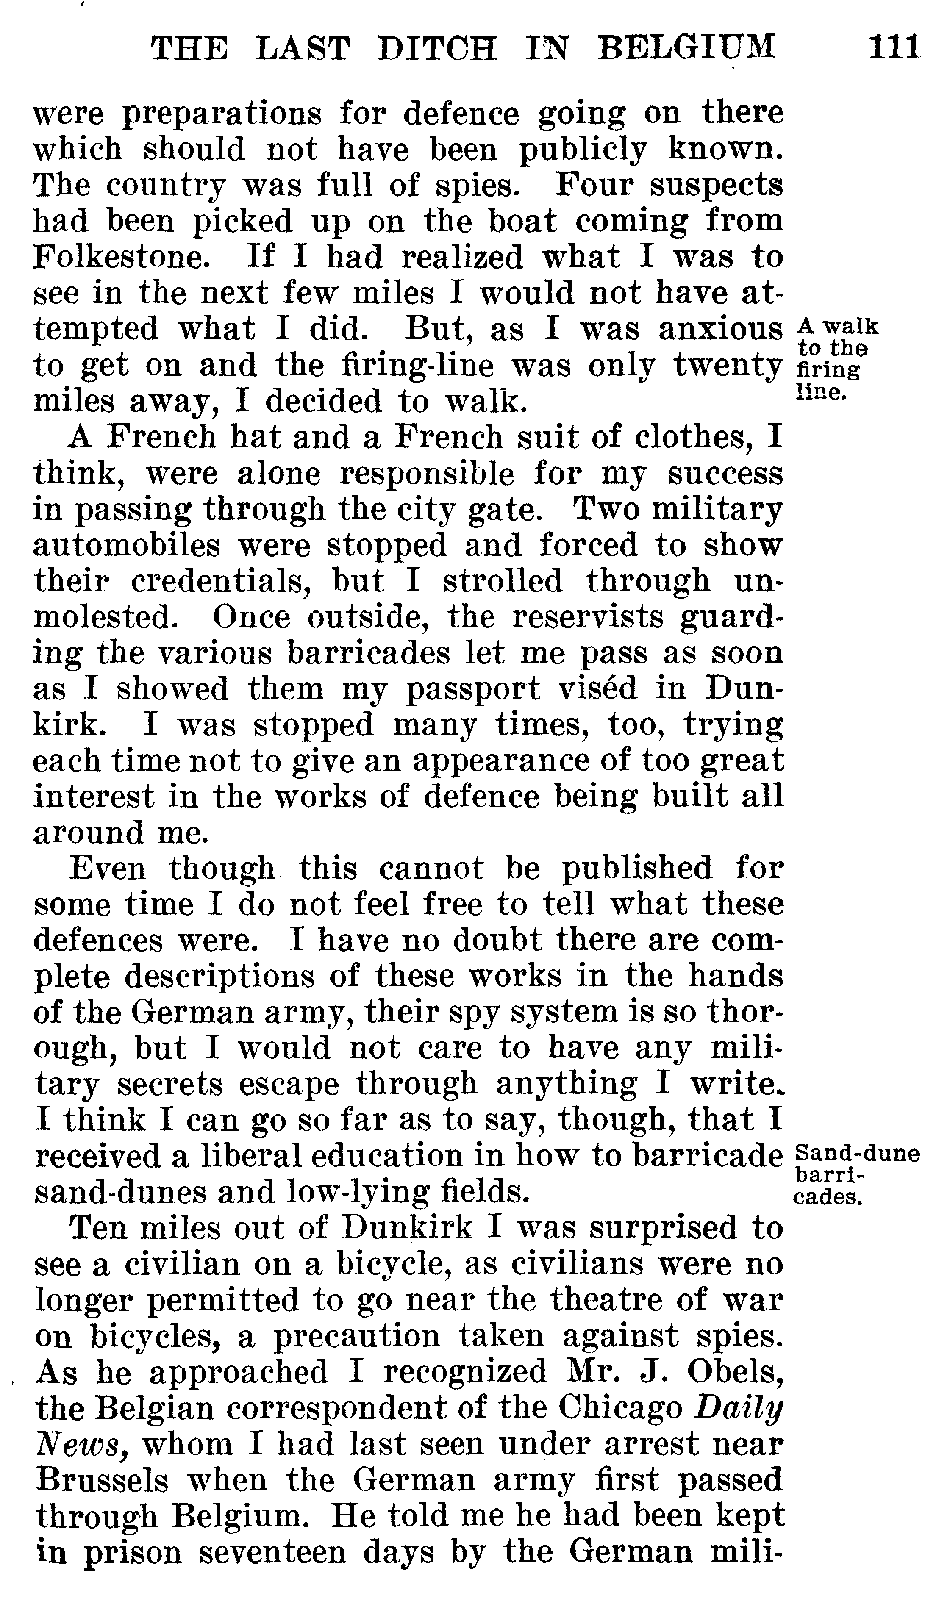 THE LAST DITCH IN BELGIUM 111
were preparations for defence going on there
which should not have been publicly known.
The country was full of spies. Four suspects
had been picked up on the boat coming from
Folkestone. If I had realized what I was to
see in the next few miles I would not have at-
tempted what I did. But, as I was anxious
to get on and the firing-line was only twenty
miles away, I decided to walk.
A walk
to the
firing
line.
A French hat and a French suit of clothes, I
think, were alone responsible for my success
in passing through the city gate. Two military
automobiles were stopped and forced to show
their credentials, but I strolled through un-
molested. Once outside, the reservists guard-
ing the various barricades let me pass as soon
as I showed them my passport viséd in Dun-
kirk. I was stopped many times, too, trying
each time not to give an appearance of too great
interest in the works of defence being built all
around me.
Even though this cannot be published for
some time I do not feel free to tell what these
defences were. I have no doubt there are com-
plete descriptions of these works in the hands
of the German army, their spy system is so thor-
ough, but I would not care to have any mili-
tary secrets escape through anything I write.
I think I can go so far as to say, though, that I
received a liberal education in how to barricade
sand-dunes and low-lying fields.
Sand-dune
barri-
cades.
Ten miles out of Dunkirk I was surprised to
see a civilian on a bicycle, as civilians were no
longer permitted to go near the theatre of war
on bicycles, a precaution taken against spies.
As he approached I recognized Mr. J. Obels,
the Belgian correspondent of the Chicago Daily
News, whom I had last seen under arrest near
Brussels when the German army first passed
through Belgium. He told me he had been kept
in prison seventeen days by the German mili-